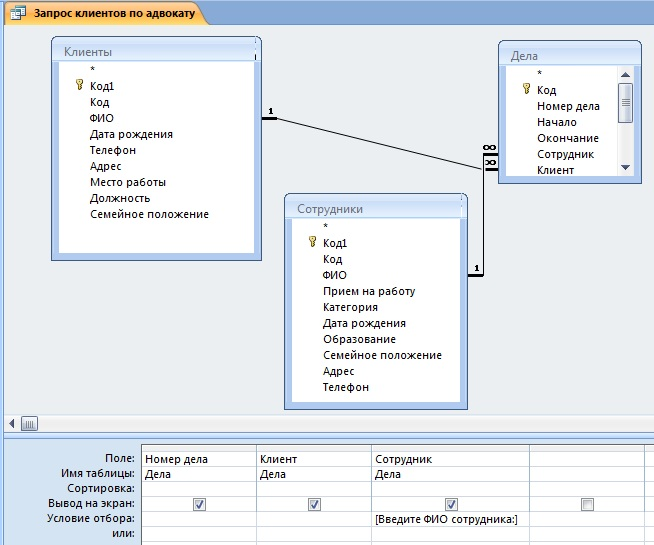 Запрос клиентов по адвокату
Клиенты
*
Код1
Код
ФИО
Дата рождения
Телефон
Адрес
Место работы
Должность
Семейное положение
1
Дела
*
Код
Номер дела
Начало
Окончание
Сотрудник
Клиент
∞
∞
Сотрудники
*
Код1
Код
ФИО
Прием на работу
Категория
Дата рождения
Образование
Семейное положение
Адрес
Телефон
1
Поле: Номер дела Клиент Сотрудник
Имя таблицы: Дела Дела Дела
Сортировка:
Вывод на экран:
Условие отбора: [Введите ФИО сотрудника:]
или: